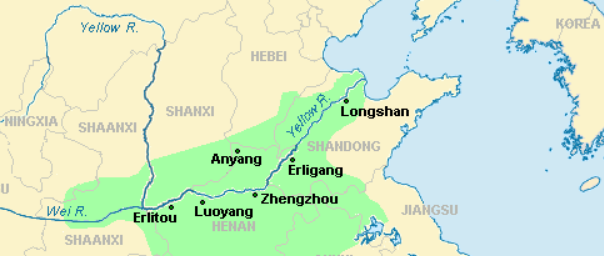 Yellow R.
KOREA
HEBEI
SHANXI
Yellow R.
Longshan
NINGXIA
SHAANXI
SHANDONG
Anyang
Erligang
U
Zhengzhou
Wei R.
Erlitou
Luoyang
JIANGSU
HENAN
SHAANXI